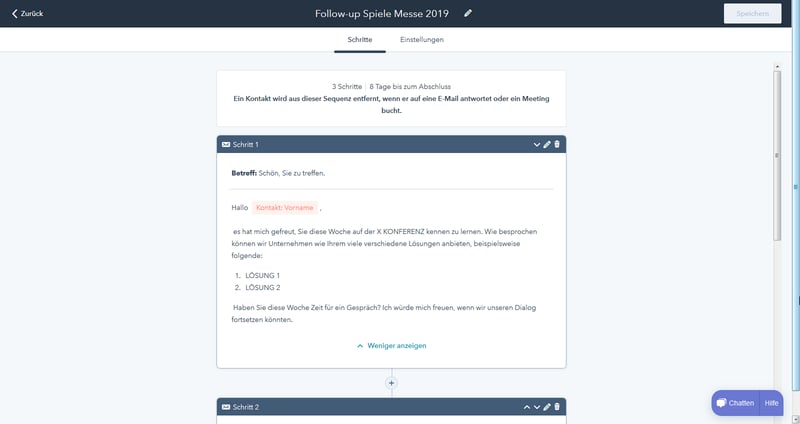 Zurück
Follow-up Spiele Messe 2019
Speichern
Schritte
Einstellungen
3 Schritte | 8 Tage bis zum Abschluss
Ein Kontakt wird aus dieser Sequenz entfernt, wenn er auf eine E-Mail antwortet oder ein Meeting
bucht.
Schritt 1
Betreff: Schön, Sie zu treffen.
Hallo Kontakt: Vorname ,
es hat mich gefreut, Sie diese Woche auf der X KONFERENZ kennen zu lernen. Wie besprochen
können wir Unternehmen wie Ihrem viele verschiedene Lösungen anbieten, beispielsweise
folgende:
1. LÖSUNG 1
2. LÖSUNG 2
Haben Sie diese Woche Zeit für ein Gespräch? Ich würde mich freuen, wenn wir unseren Dialog
fortsetzen könnten.
Weniger anzeigen
Schritt 2
Chatten
Hilfe